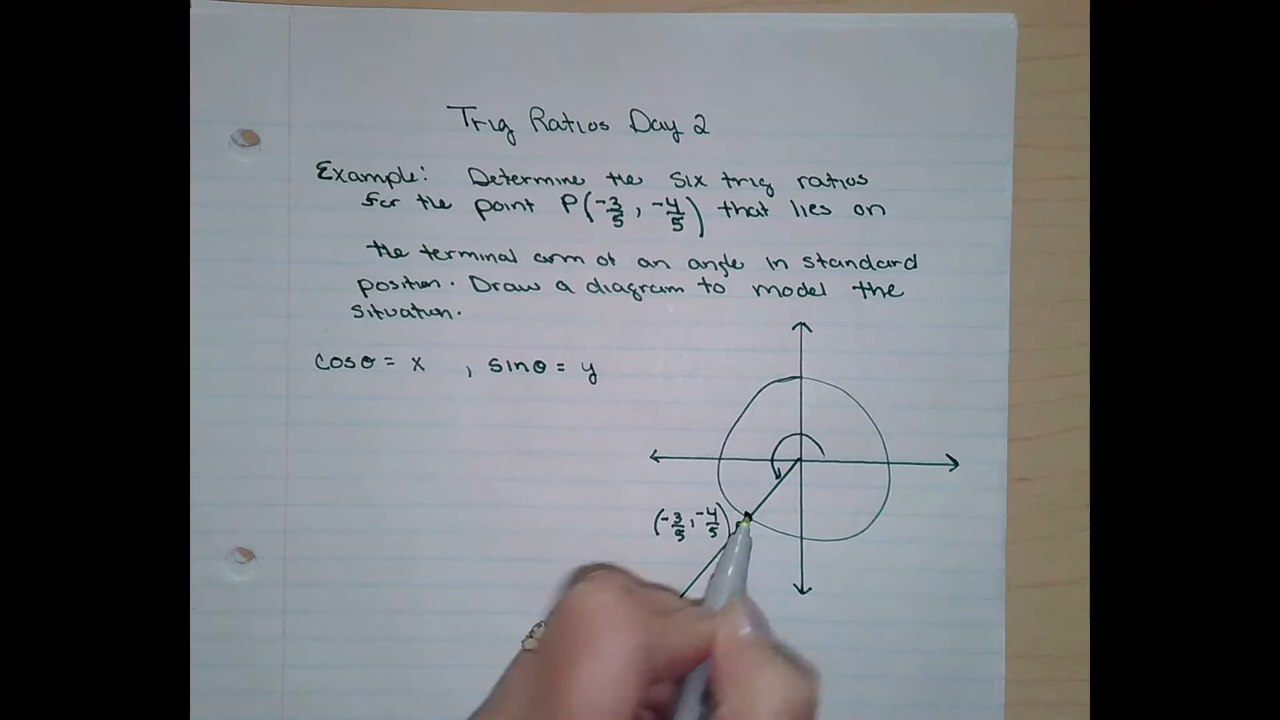 Trig Ratios Day 2
Example: Determine the six trig ratios
for the point P(-3/5, -4/5) that lies on
the terminal arm of an angle in standard
position. Draw a diagram to model the
situation.
cosθ = x , sinθ = y
(-3/5, -4/5)